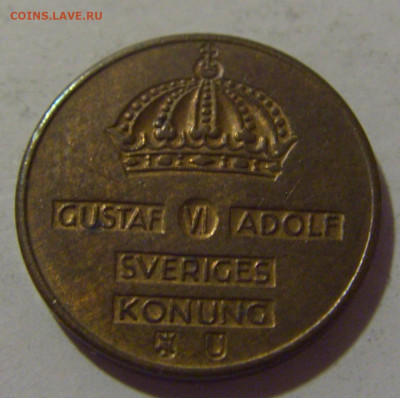 COINS.LAVE.RU
GUSTAF VI ADOLF
SVERIGES
KONUNG
U